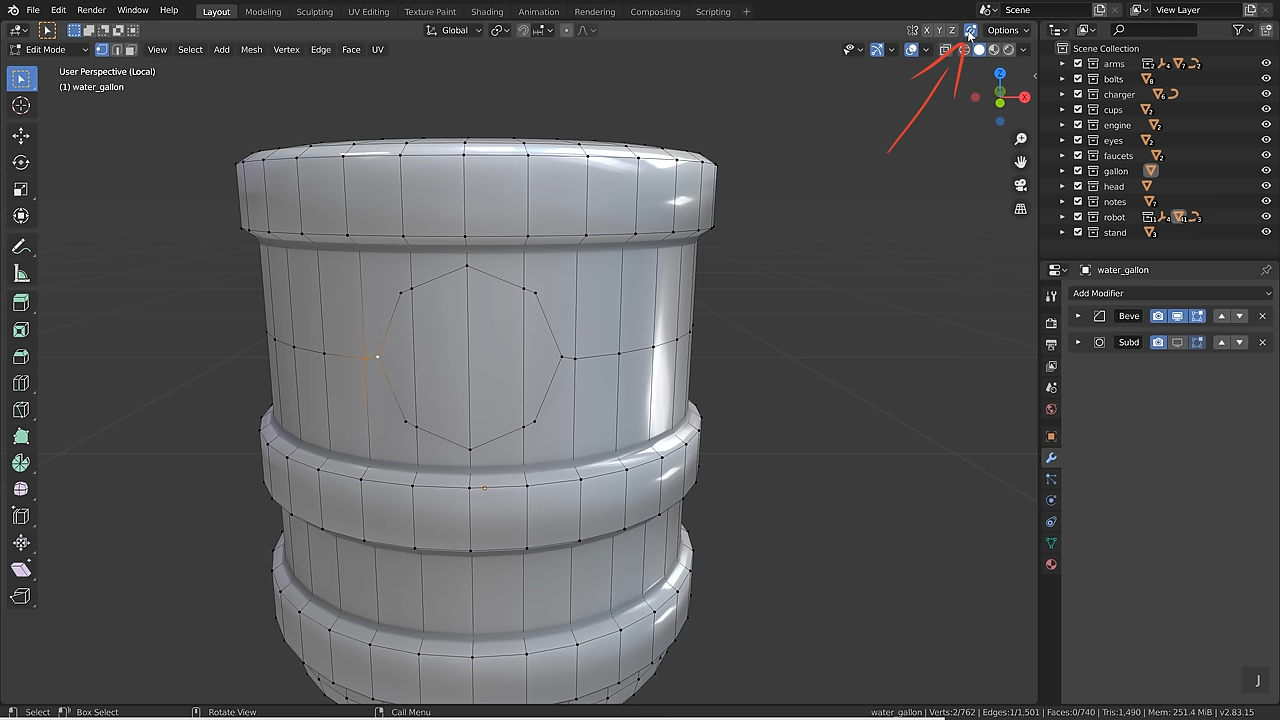 File Edit Render Window Help Layout Modeling Sculpting UV Editing Texture Paint Shading Animation Rendering Compositing Scripting + Scene View Layer
Global X Y Z Options
Edit Mode View Select Add Mesh Vertex Edge Face UV
User Perspective (Local)
(1) water_gallon
Z
X
Scene Collection
arms
bolts
charger
cups
engine
eyes
faucets
gallon
head
notes
robot
stand
water_gallon
Add Modifier
Beve
Subd
J
Select Box Select Rotate View Call Menu water_gallon | Verts:2/762 | Edges:1/1,501 | Faces:0/740 | Tris:1,490 | Mem: 251.4 MiB | v2.83.15